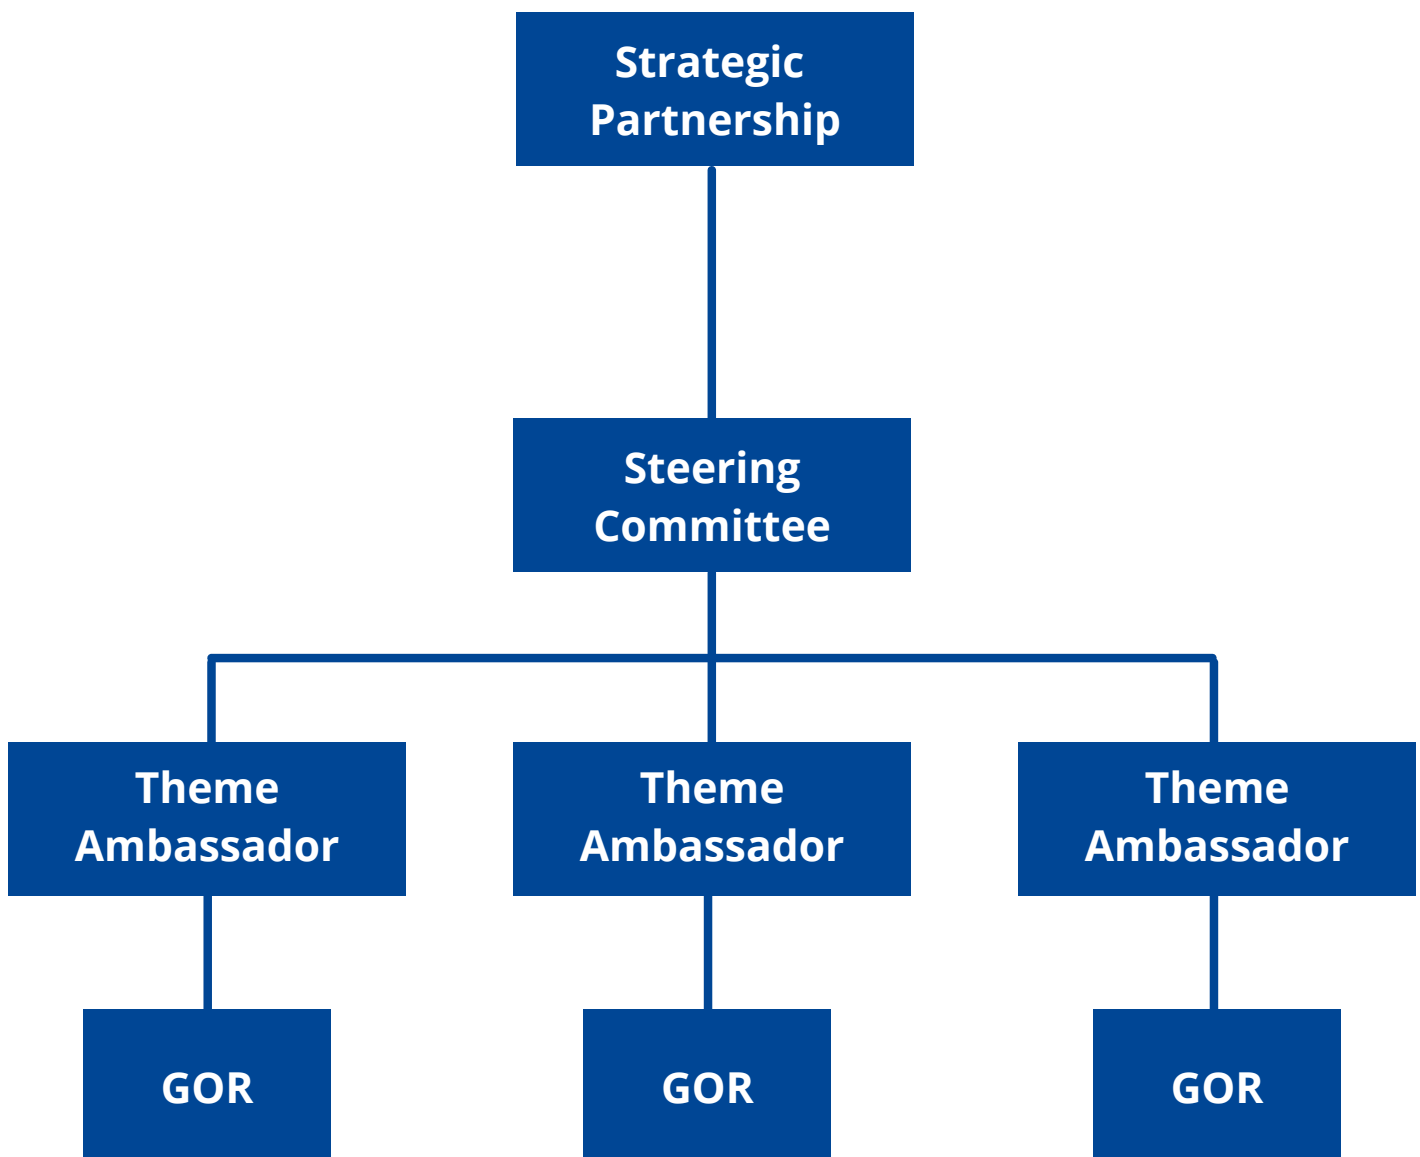 Strategic
Partnership
Steering
Committee
Theme
Ambassador
Theme
Ambassador
Theme
Ambassador
GOR
GOR
GOR